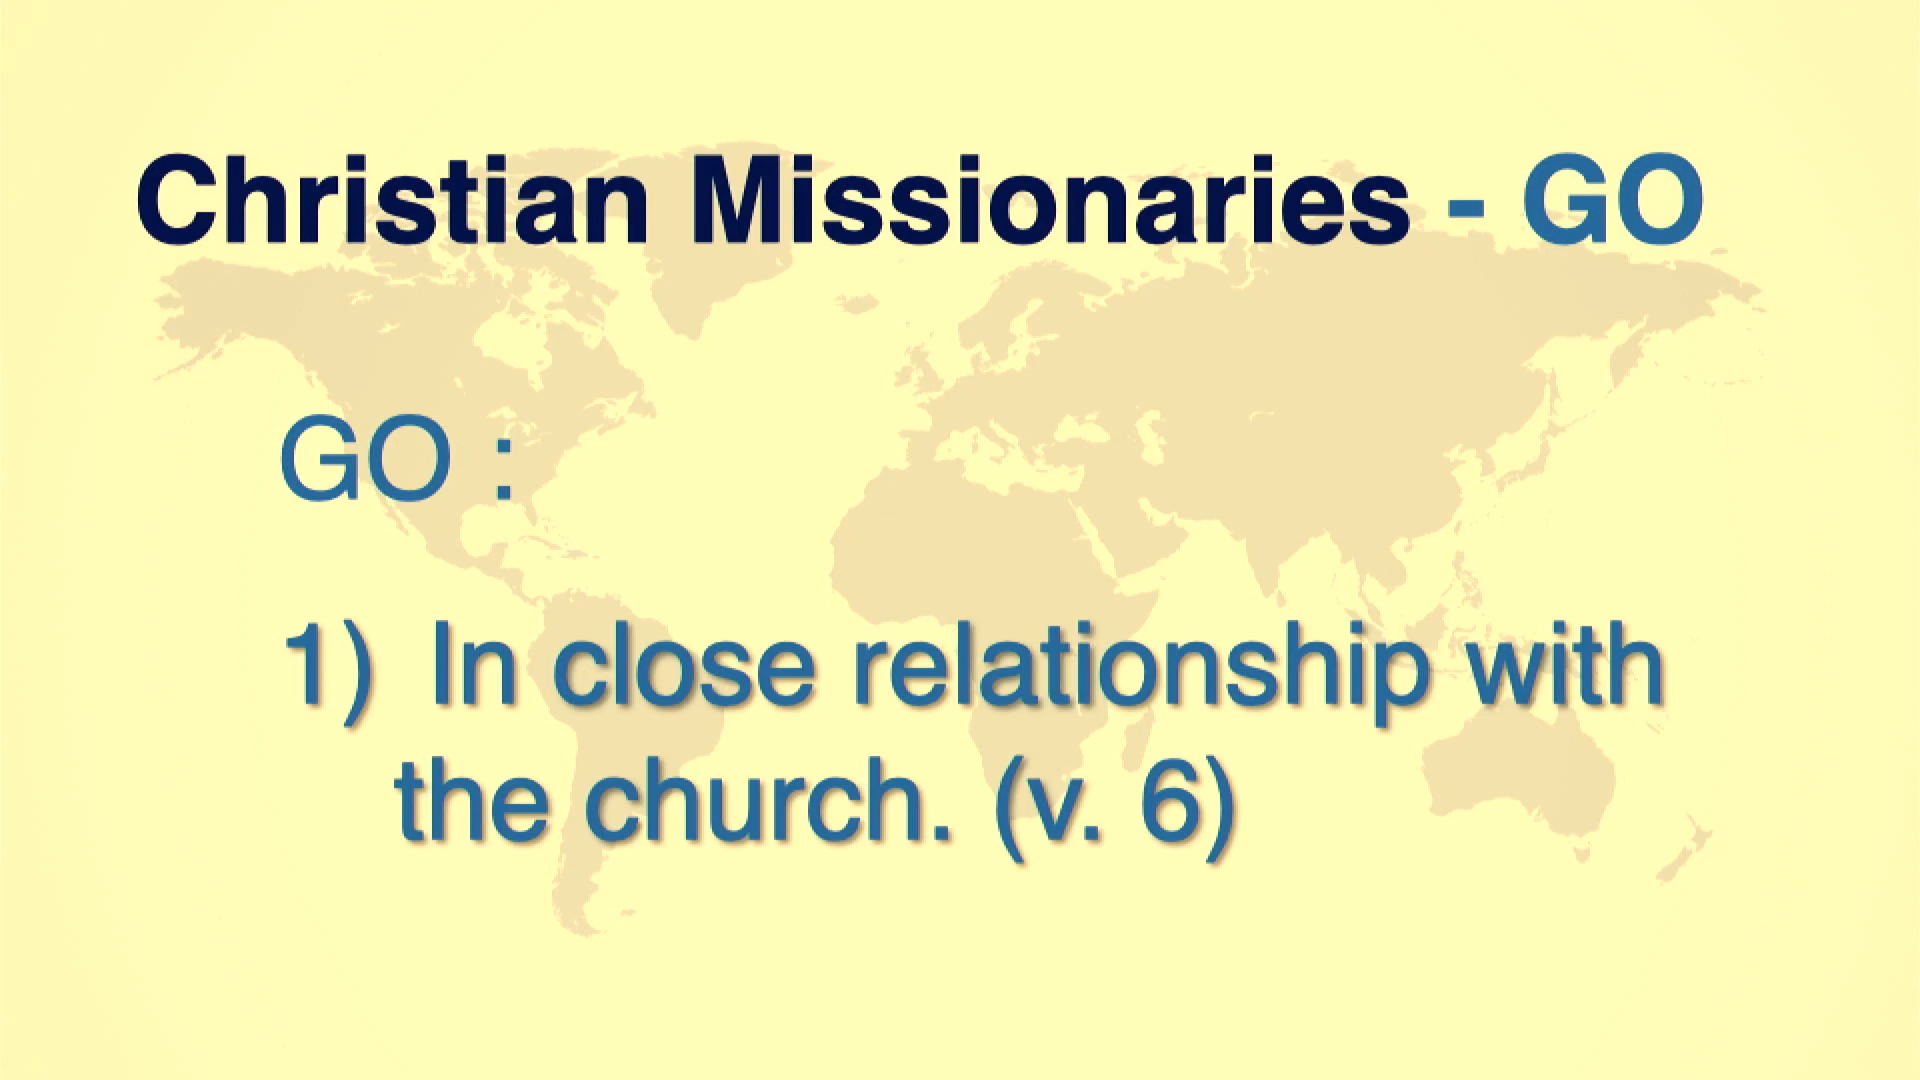 Christian Missionaries - GO
GO :
1) In close relationship with
the church. (v. 6)